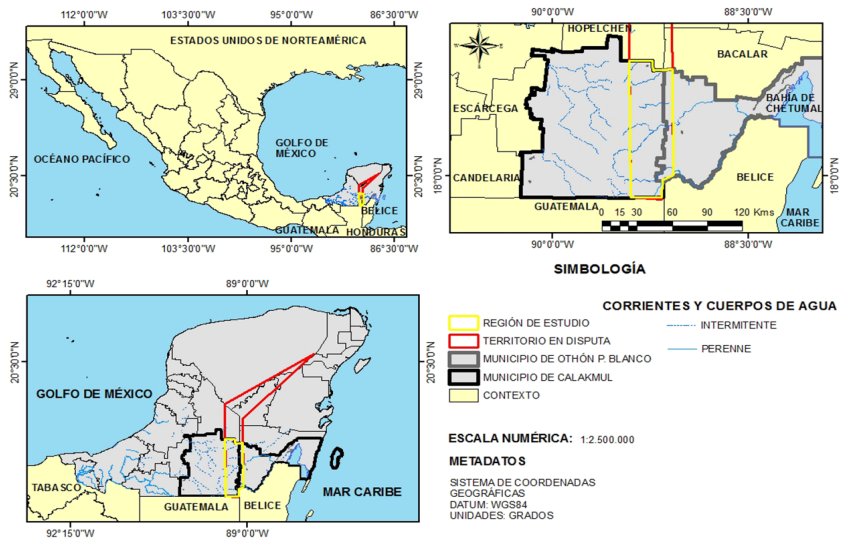 112°0'0"W
103°3'0"W
95°0'0"W
86°30'0"W
29°0'0"N
20°30'0"N
29°0'0"N
20°30'0"N
ESTADOS UNIDOS DE NORTEAMÉRICA
GOLFO DE
MÉXICO
OCÉANO PACÍFICO
BELICE
GUATEMALA
HONDURAS
112°0'0"W
103°3'0"W
95°0'0"W
86°30'0"W
90°0'0"W
88°30'0"W
HOPELCHEN
BACALAR
ESCÁRCEGA
BAHÍA DE
CHETUMAL
CANDELARIA
BELICE
18°0'0"N
18°0'0"N
GUATEMALA
0 15 30 60 90 120 Kms
MAR
CARIBE
90°0'0"W
88°30'0"W
92°15'0"W
89°0'0"W
20°30'0"N
20°30'0"N
GOLFO DE MÉXICO
TABASCO
GUATEMALA
BELICE
MAR CARIBE
92°15'0"W
89°0'0"W
SIMBOLOGÍA
REGIÓN DE ESTUDIO
TERRITORIO EN DISPUTA
MUNICIPIO DE OTHÓN P. BLANCO
MUNICIPIO DE CALAKMUL
CONTEXTO
CORRIENTES Y CUERPOS DE AGUA
INTERMITENTE
PERENNE
ESCALA NUMÉRICA: 1:2.500.000
METADATOS
SISTEMA DE COORDENADAS
GEOGRÁFICAS
DATUM: WGS84
UNIDADES: GRADOS